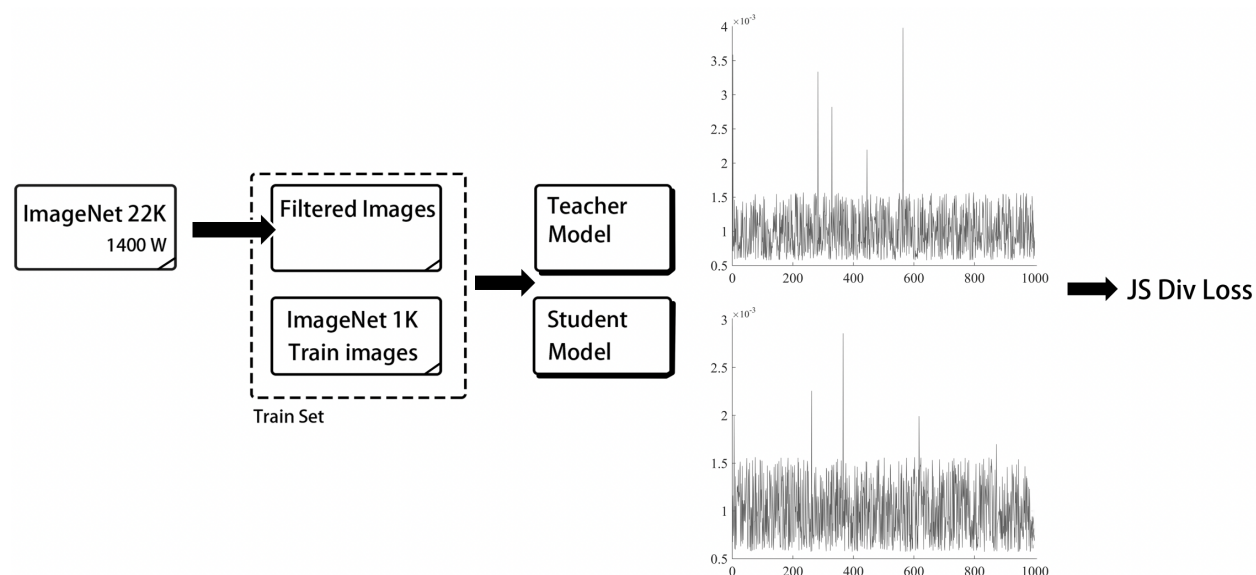 ImageNet 22K
1400 W
Filtered Images
ImageNet 1K
Train images
Train Set
Teacher
Model
Student
Model
×10⁻³
4
3.5
3
2.5
2
1.5
1
0.5
0 200 400 600 800 1000
×10⁻³
3
2.5
2
1.5
1
0.5
0 200 400 600 800 1000
JS Div Loss